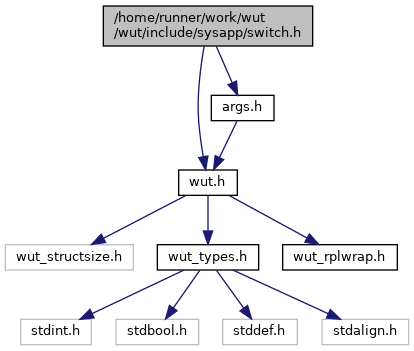 /home/runner/work/wut
/wut/include/sysapp/switch.h
args.h
wut.h
wut_structsize.h
wut_types.h
wut_rplwrap.h
stdint.h
stdbool.h
stddef.h
stdalign.h